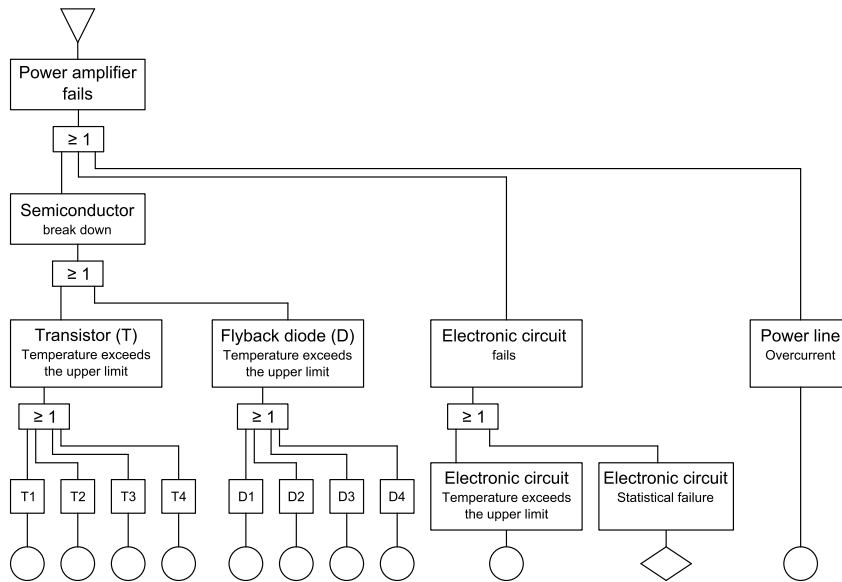 Power amplifier
fails
≥ 1
Semiconductor
break down
≥ 1
Transistor (T)
Temperature exceeds
the upper limit
Flyback diode (D)
Temperature exceeds
the upper limit
Electronic circuit
fails
Power line
Overcurrent
≥ 1
≥ 1
≥ 1
Electronic circuit
Temperature exceeds
the upper limit
Electronic circuit
Statistical failure
T1
T2
T3
T4
D1
D2
D3
D4